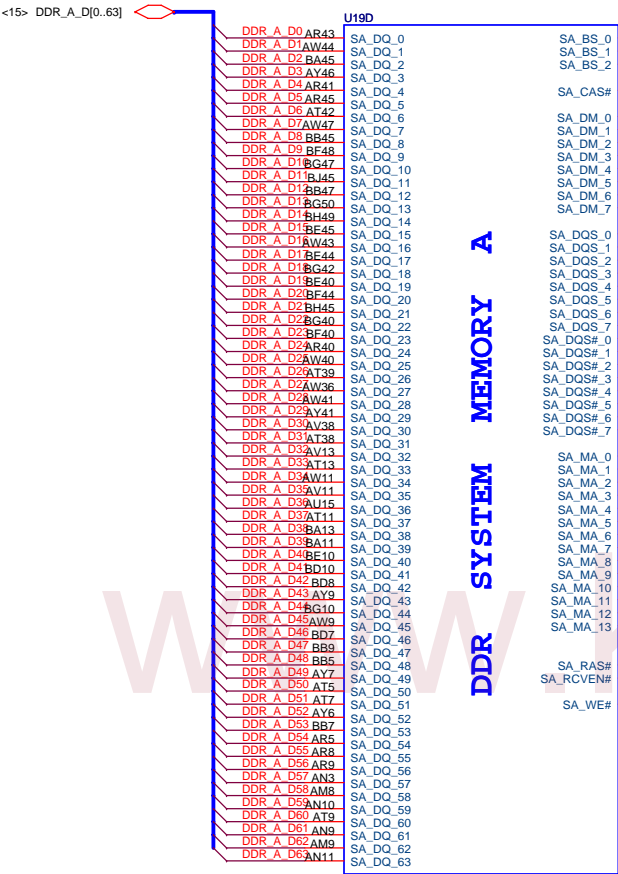 <15> DDR_A_D[0..63]
U19D
DDR_A_D0 AR43 SA_DQ_0 SA_BS_0
DDR_A_D1 AW44 SA_DQ_1 SA_BS_1
DDR_A_D2 BA45 SA_DQ_2 SA_BS_2
DDR_A_D3 AY46 SA_DQ_3
DDR_A_D4 AR41 SA_DQ_4 SA_CAS#
DDR_A_D5 AR45 SA_DQ_5
DDR_A_D6 AT42 SA_DQ_6 SA_DM_0
DDR_A_D7 AW47 SA_DQ_7 SA_DM_1
DDR_A_D8 BB45 SA_DQ_8 SA_DM_2
DDR_A_D9 BF48 SA_DQ_9 SA_DM_3
DDR_A_D10 BG47 SA_DQ_10 SA_DM_4
DDR_A_D11 BJ45 SA_DQ_11 SA_DM_5
DDR_A_D12 BB47 SA_DQ_12 SA_DM_6
DDR_A_D13 BG50 SA_DQ_13 SA_DM_7
DDR_A_D14 BH49 SA_DQ_14
DDR_A_D15 BE45 SA_DQ_15 SA_DQS_0
DDR_A_D16 AW43 SA_DQ_16 SA_DQS_1
DDR_A_D17 BE44 SA_DQ_17 SA_DQS_2
DDR_A_D18 BG42 SA_DQ_18 SA_DQS_3
DDR_A_D19 BE40 SA_DQ_19 SA_DQS_4
DDR_A_D20 BF44 SA_DQ_20 SA_DQS_5
DDR_A_D21 BH45 SA_DQ_21 SA_DQS_6
DDR_A_D22 BG40 SA_DQ_22 SA_DQS_7
DDR_A_D23 BF40 SA_DQ_23 SA_DQS#_0
DDR_A_D24 AR40 SA_DQ_24 SA_DQS#_1
DDR_A_D25 AW40 SA_DQ_25 SA_DQS#_2
DDR_A_D26 AT39 SA_DQ_26 SA_DQS#_3
DDR_A_D27 AW36 SA_DQ_27 SA_DQS#_4
DDR_A_D28 AW41 SA_DQ_28 SA_DQS#_5
DDR_A_D29 AY41 SA_DQ_29 SA_DQS#_6
DDR_A_D30 AV38 SA_DQ_30 SA_DQS#_7
DDR_A_D31 AT38 SA_DQ_31
DDR_A_D32 AV13 SA_DQ_32 SA_MA_0
DDR_A_D33 AT13 SA_DQ_33 SA_MA_1
DDR_A_D34 AW11 SA_DQ_34 SA_MA_2
DDR_A_D35 AV11 SA_DQ_35 SA_MA_3
DDR_A_D36 AU15 SA_DQ_36 SA_MA_4
DDR_A_D37 AT11 SA_DQ_37 SA_MA_5
DDR_A_D38 BA13 SA_DQ_38 SA_MA_6
DDR_A_D39 BA11 SA_DQ_39 SA_MA_7
DDR_A_D40 BE10 SA_DQ_40 SA_MA_8
DDR_A_D41 BD10 SA_DQ_41 SA_MA_9
DDR_A_D42 BD8 SA_DQ_42 SA_MA_10
DDR_A_D43 AY9 SA_DQ_43 SA_MA_11
DDR_A_D44 BG10 SA_DQ_44 SA_MA_12
DDR_A_D45 AW9 SA_DQ_45 SA_MA_13
DDR_A_D46 BD7 SA_DQ_46
DDR_A_D47 BB9 SA_DQ_47
DDR_A_D48 BB5 SA_DQ_48 SA_RAS#
DDR_A_D49 AY7 SA_DQ_49 SA_RCVEN#
DDR_A_D50 AT5 SA_DQ_50
DDR_A_D51 AT7 SA_DQ_51 SA_WE#
DDR_A_D52 AY6 SA_DQ_52
DDR_A_D53 BB7 SA_DQ_53
DDR_A_D54 AR5 SA_DQ_54
DDR_A_D55 AR8 SA_DQ_55
DDR_A_D56 AR9 SA_DQ_56
DDR_A_D57 AN3 SA_DQ_57
DDR_A_D58 AM8 SA_DQ_58
DDR_A_D59 AN10 SA_DQ_59
DDR_A_D60 AT9 SA_DQ_60
DDR_A_D61 AN9 SA_DQ_61
DDR_A_D62 AM9 SA_DQ_62
DDR_A_D63 AN11 SA_DQ_63
DDR SYSTEM MEMORY A
www.k